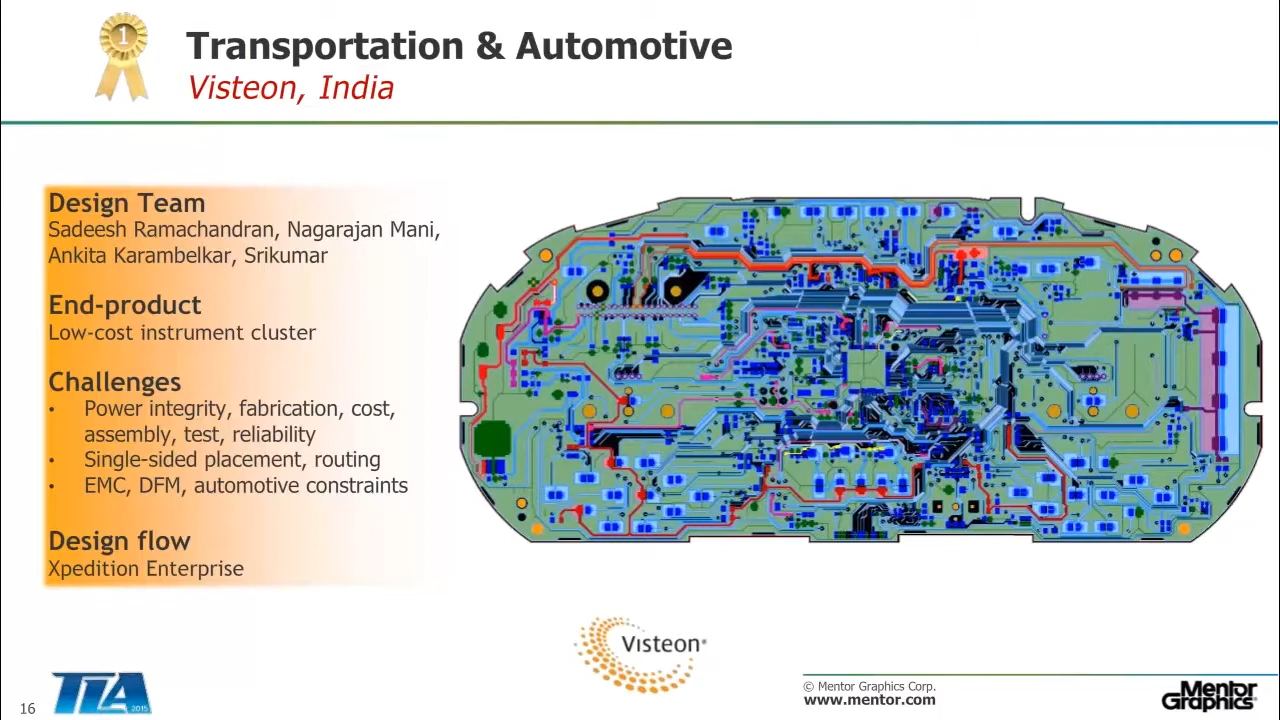 1
Transportation & Automotive
Visteon, India
Design Team
Sadeesh Ramachandran, Nagarajan Mani,
Ankita Karambelkar, Srikumar
End-product
Low-cost instrument cluster
Challenges
• Power integrity, fabrication, cost,
assembly, test, reliability
• Single-sided placement, routing
• EMC, DFM, automotive constraints
Design flow
Xpedition Enterprise
Visteon®
16
TLA
2015
© Mentor Graphics Corp.
www.mentor.com
Mentor
Graphics®